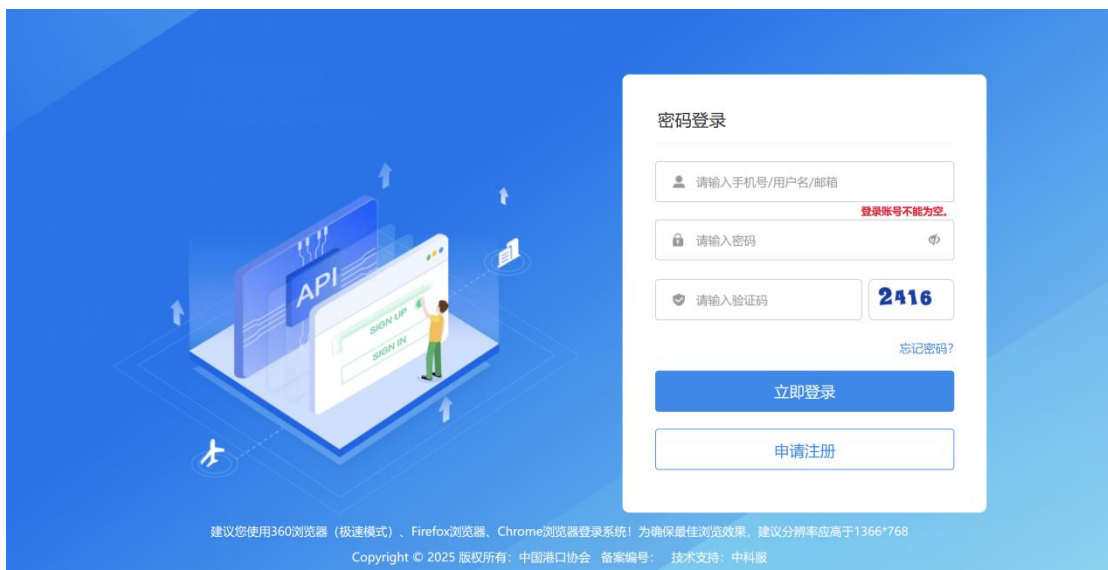 密码登录
请输入手机号/用户名/邮箱
登录账号不能为空。
请输入密码
请输入验证码
2416
忘记密码?
立即登录
申请注册
API
SIGN UP
SIGN IN
建议您使用360浏览器（极速模式）、Firefox浏览器、Chrome浏览器登录系统！为确保最佳浏览效果，建议分辨率应高于1366*768
Copyright © 2025 版权所有：中国港口协会 备案编号： 技术支持：中科服